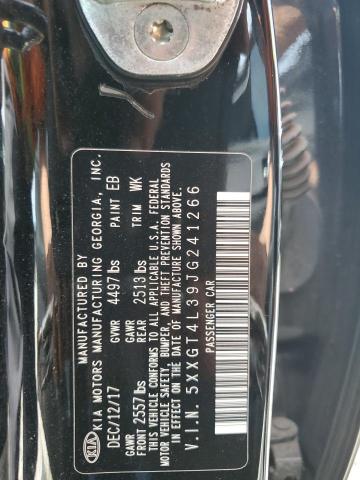 KIA
MANUFACTURED BY
KIA MOTORS MANUFACTURING GEORGIA, INC.
DEC/12/17 GVWR 4497lbs PAINT EB
GAWR FRONT 2557lbs GAWR REAR 2513lbs TRIM WK
THIS VEHICLE CONFORMS TO ALL APPLICABLE U.S.A. FEDERAL
MOTOR VEHICLE SAFETY, BUMPER, AND THEFT PREVENTION STANDARDS
IN EFFECT ON THE DATE OF MANUFACTURE SHOWN ABOVE.
V.I.N. 5XXGT4L39JG241266
PASSENGER CAR